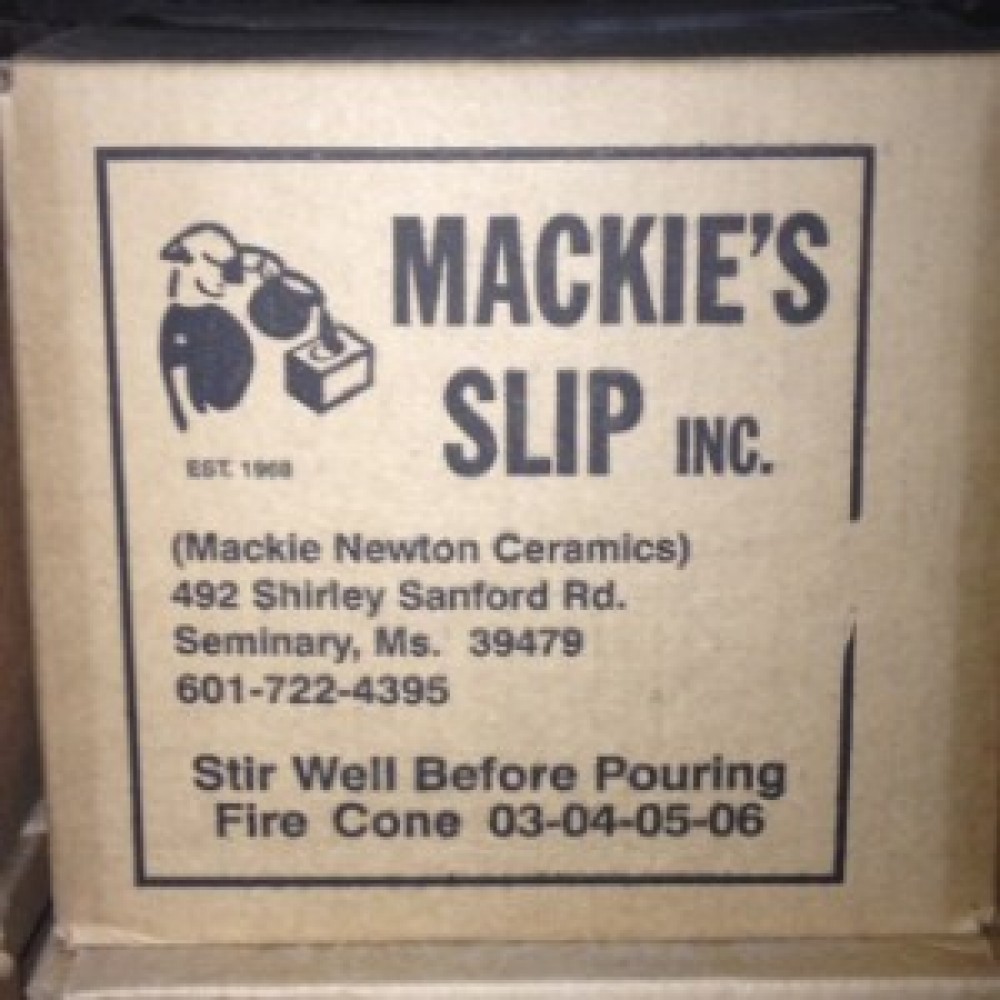 MACKIE'S
SLIP INC.
EST. 1968
(Mackie Newton Ceramics)
492 Shirley Sanford Rd.
Seminary, Ms. 39479
601-722-4395
Stir Well Before Pouring
Fire Cone 03-04-05-06